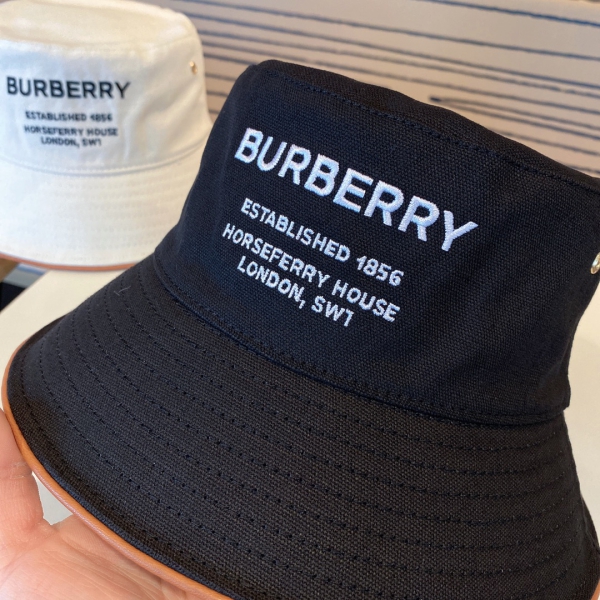 BURBERRY
ESTABLISHED 1856
HORSEFERRY HOUSE
LONDON, SW1
BURBERRY
ESTABLISHED 1856
HORSEFERRY HOUSE
LONDON, SW1